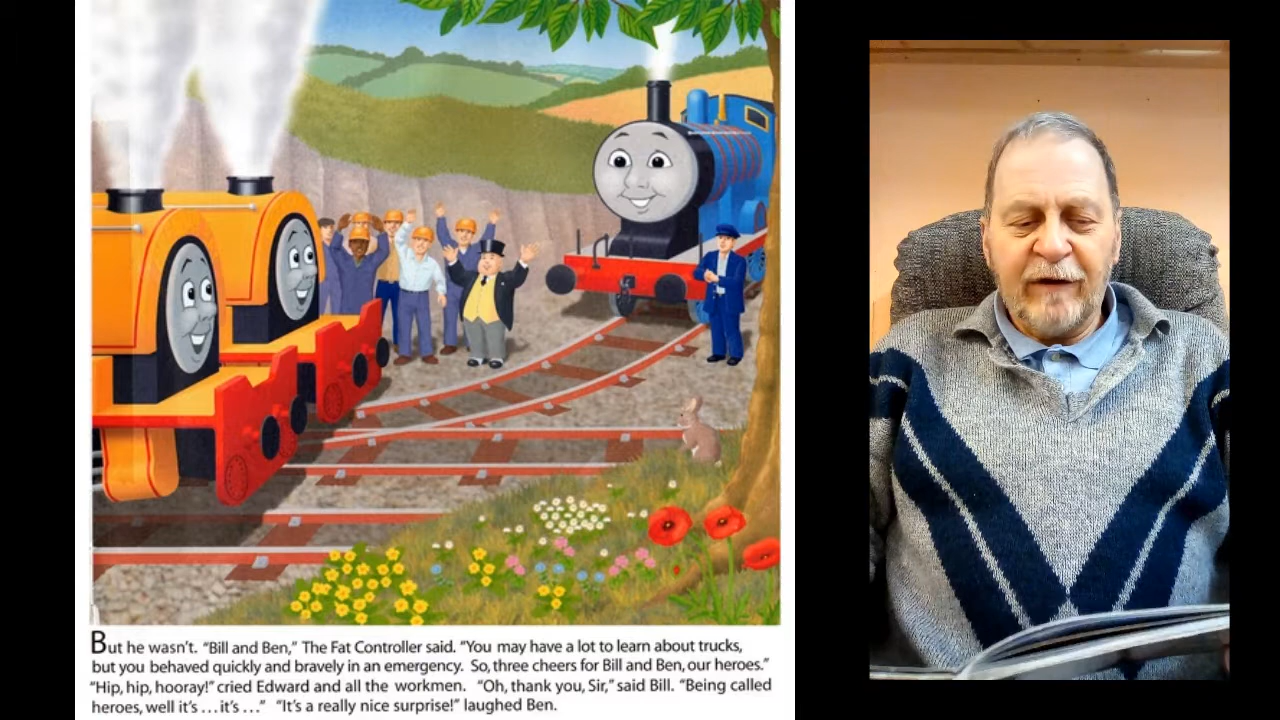 But he wasn't. "Bill and Ben," The Fat Controller said. "You may have a lot to learn about trucks,
but you behaved quickly and bravely in an emergency. So, three cheers for Bill and Ben, our heroes."
"Hip, hip, hooray!" cried Edward and all the workmen. "Oh, thank you, Sir," said Bill. "Being called
heroes, well it's ... it's ..." "It's a really nice surprise!" laughed Ben.